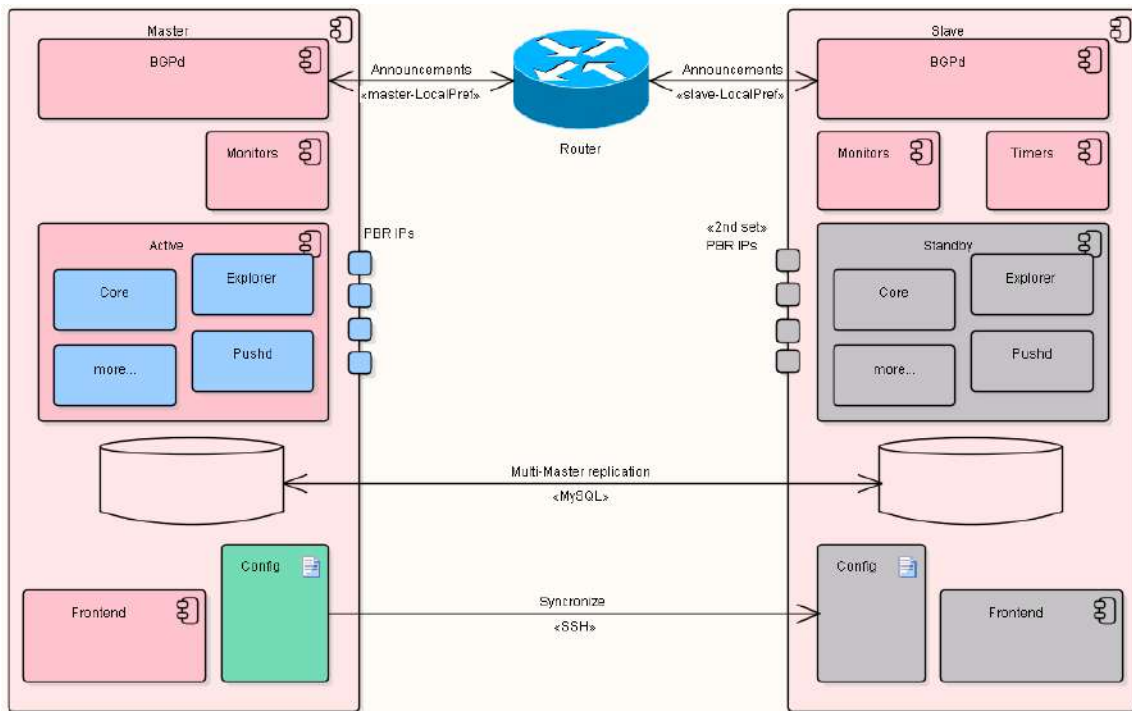 Master
BGPd
Announcements
«master-LocalPref»
Router
Announcements
«slave-LocalPref»
Slave
BGPd
Monitors
Monitors
Timers
PBR IPs
«2nd set»
PBR IPs
Active
Core
Explorer
more...
Pushd
Standby
Core
Explorer
more...
Pushd
Multi-Master replication
«MySQL»
Config
Frontend
Syncronize
«SSH»
Config
Frontend